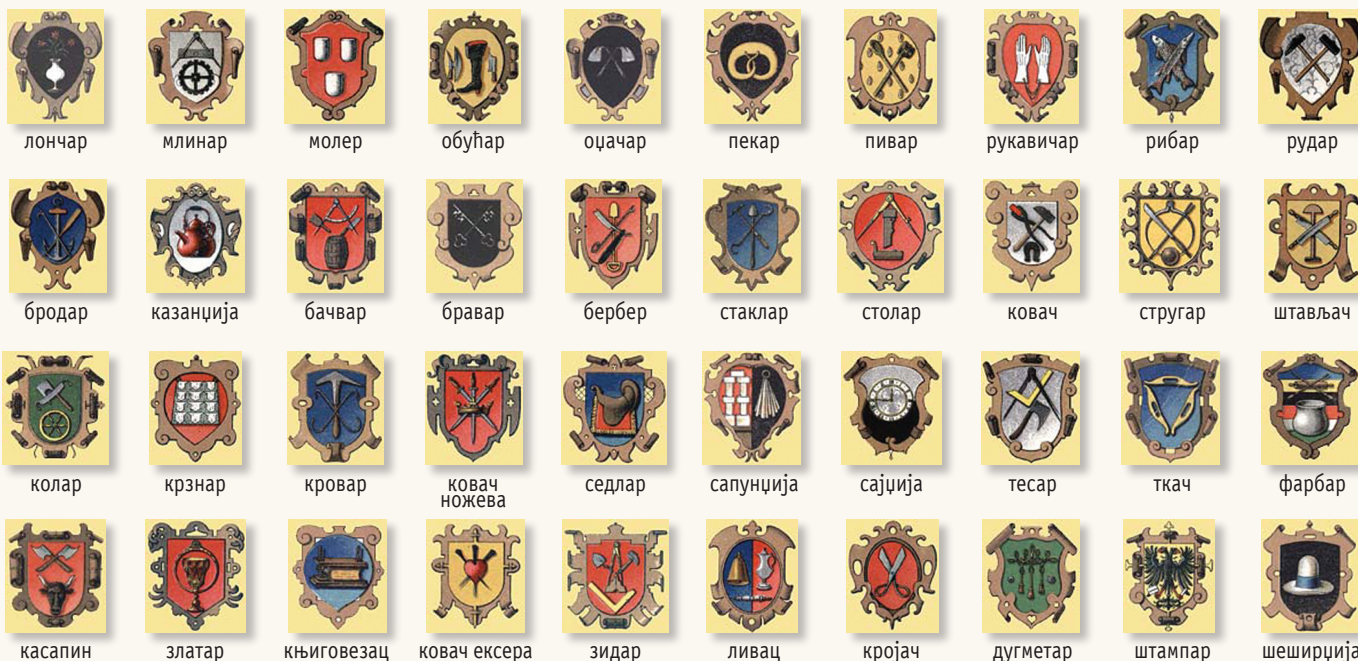 лончар млинар молер обућар оџачар пекар пивар рукавичар рибар рудар
бродар казанџија бачвар бравар бербер стаклар столар ковач стругар штављач
колар крзнар кровар ковач ножева седлар сапунџија сајџија тесар ткач фарбар
касапин златар књиговезац ковач ексера зидар ливац кројач дугметар штампар шеширџија